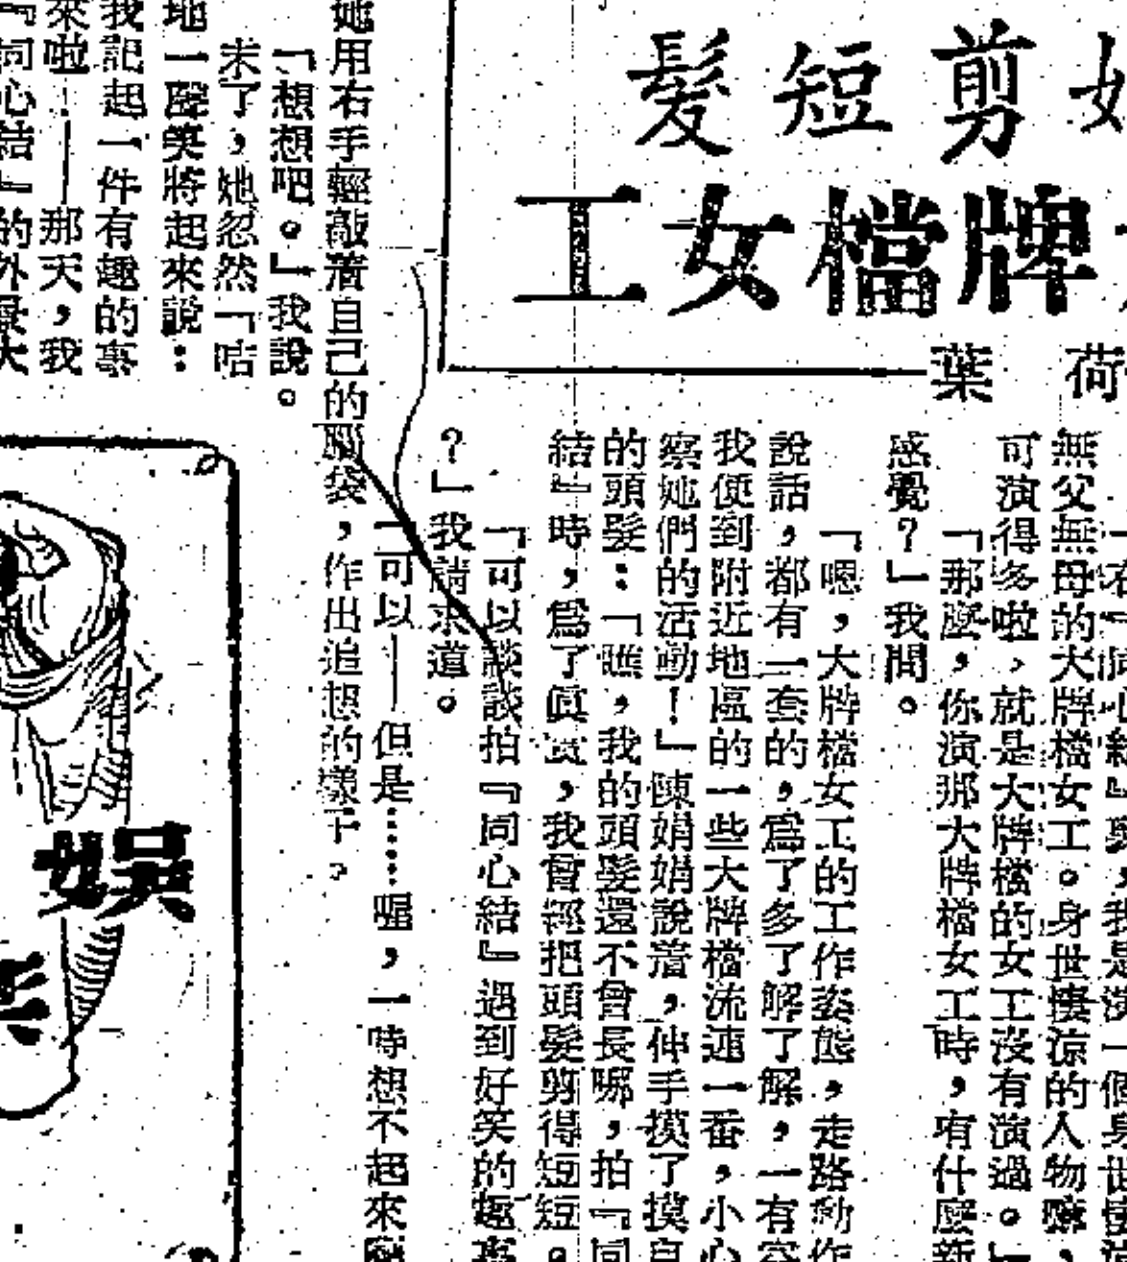 剪短髮
牌檔女工
荷葉
無父無母的大牌檔女工。身世悽涼的人物嘛，
可演得多啦，就是大牌檔的女工沒有演過。」
「那麼，你演那大牌檔女工時，有什麼新
感覺？」我問。
「嗯，大牌檔女工的工作姿態，走路動作
說話，都有一套的，爲了多了解了解，一有空
我便到附近地區的一些大牌檔流連一番，小心
察她們的活動！」陳娟娟說着，伸手摸了摸自
的頭髮：「瞧，我的頭髮還不曾長哪，拍『同
結』時，爲了眞實，我曾經把頭髮剪得短短。
「可以談談拍『同心結』遇到好笑的趣事
？」我請求道。
「可以——但是……喔，一時想不起來
她用右手輕敲着自己的腦袋，作出追想的樣子。
「想想吧。」我說。
末了，她忽然「咭
地一聲笑將起來說：
我記起一件有趣的事
來啦！——那天，我
『同心結』的外景大
娛